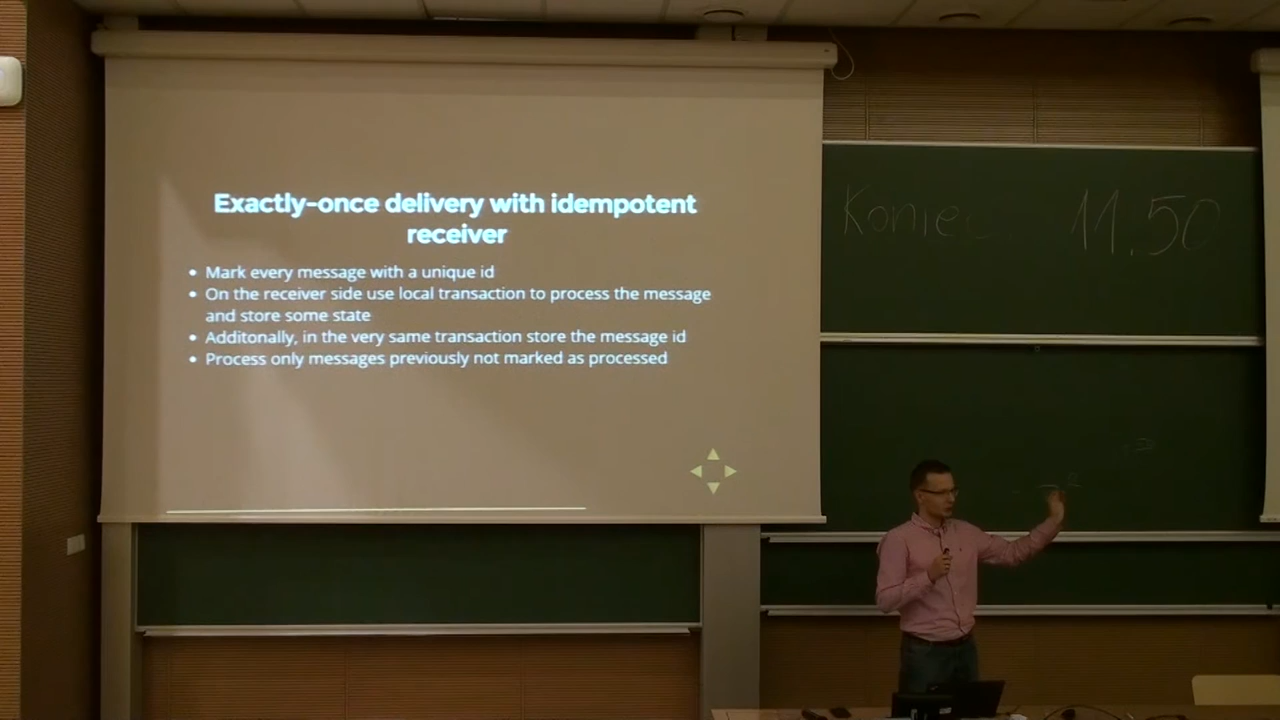 Exactly-once delivery with idempotent
receiver
• Mark every message with a unique id
• On the receiver side use local transaction to process the message
and store some state
• Additonally, in the very same transaction store the message id
• Process only messages previously not marked as processed
11.50